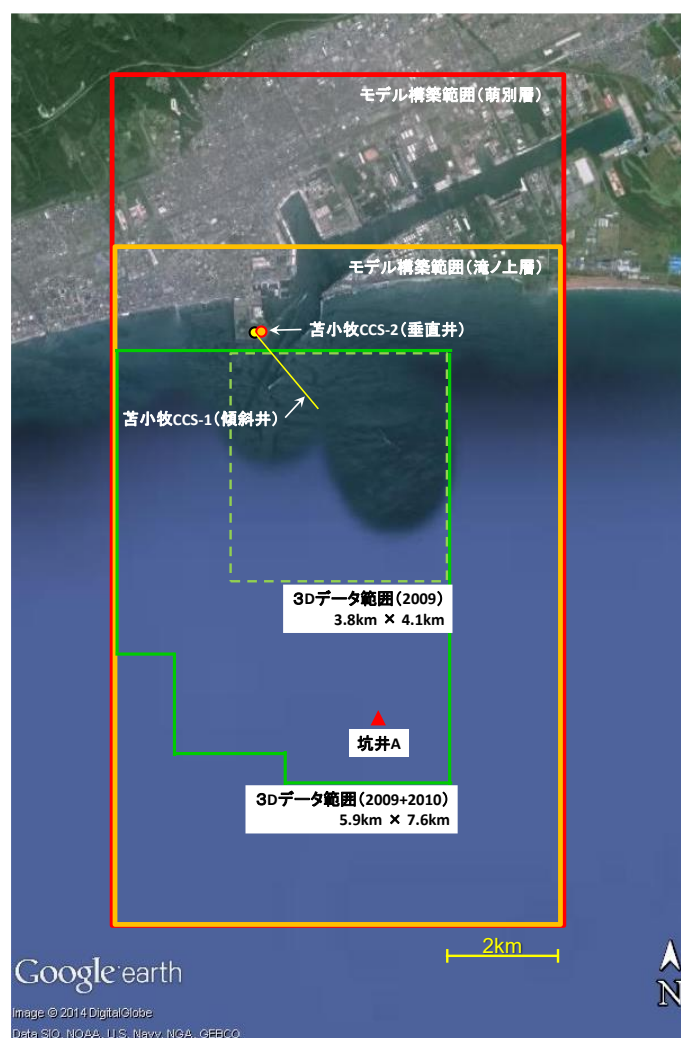 モデル構築範囲(萌別層)
モデル構築範囲(滝ノ上層)
苫小牧CCS-2(垂直井)
苫小牧CCS-1(傾斜井)
3Dデータ範囲(2009)
3.8km × 4.1km
坑井A
3Dデータ範囲(2009+2010)
5.9km × 7.6km
2km
Google earth
N
Image © 2014 DigitalGlobe
Data SIO, NOAA, U.S. Navy, NGA, GEBCO